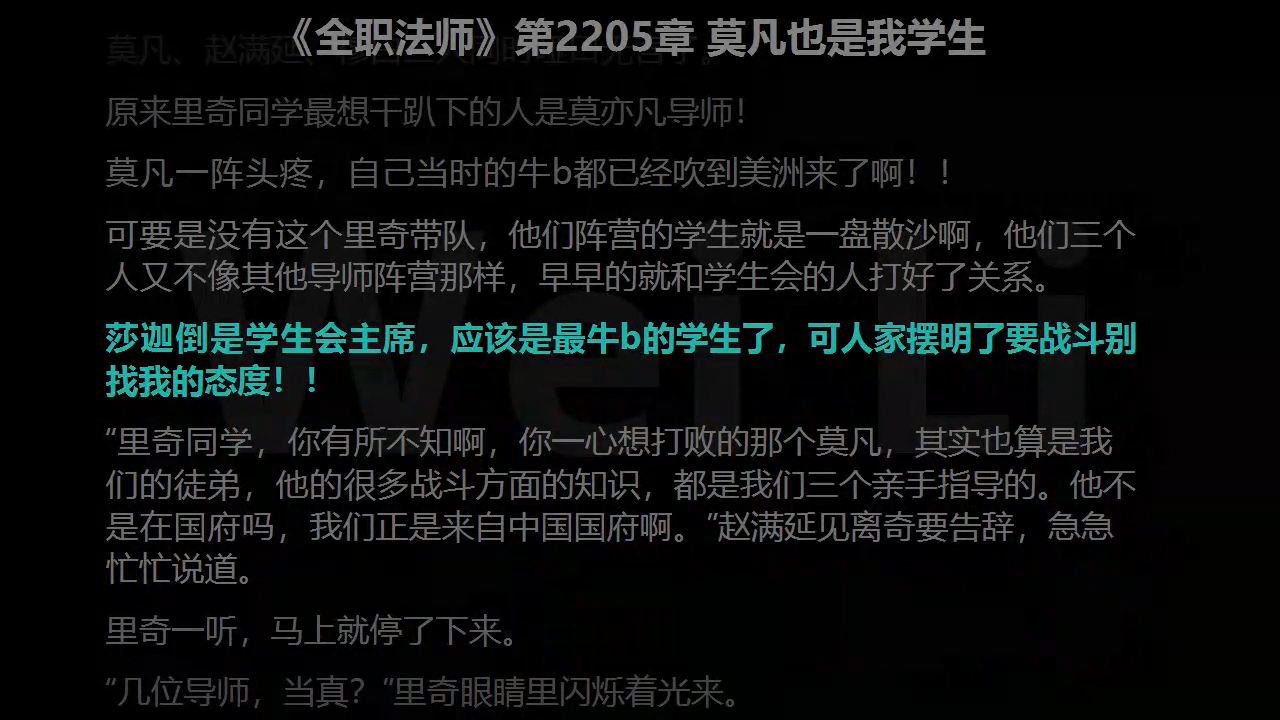 《全职法师》第2205章 莫凡也是我学生
原来里奇同学最想干趴下的人是莫亦凡导师！
莫凡一阵头疼，自己当时的牛b都已经吹到美洲来了啊！！
可要是没有这个里奇带队，他们阵营的学生就是一盘散沙啊，他们三个
人又不像其他导师阵营那样，早早的就和学生会的人打好了关系。
莎迦倒是学生会主席，应该是最牛b的学生了，可人家摆明了要战斗别
找我的态度！！
“里奇同学，你有所不知啊，你一心想打败的那个莫凡，其实也算是我
们的徒弟，他的很多战斗方面的知识，都是我们三个亲手指导的。他不
是在国府吗，我们正是来自中国国府啊。”赵满延见离奇要告辞，急急
忙忙说道。
里奇一听，马上就停了下来。
“几位导师，当真？”里奇眼睛里闪烁着光来。
Wei Li